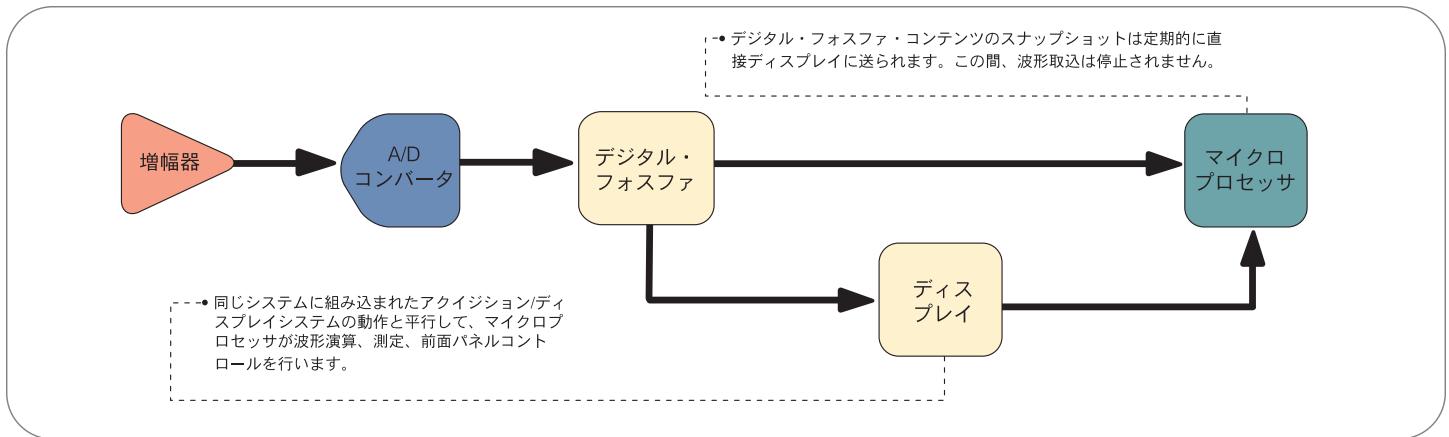 デジタル・フォスファ・コンテンツのスナップショットは定期的に直
接ディスプレイに送られます。この間、波形取込は停止されません。
増幅器
A/D
コンバータ
デジタル・
フォスファ
マイクロ
プロセッサ
ディス
プレイ
同じシステムに組み込まれたアクイジション/ディ
スプレイシステムの動作と平行して、マイクロプ
ロセッサが波形演算、測定、前面パネルコント
ロールを行います。